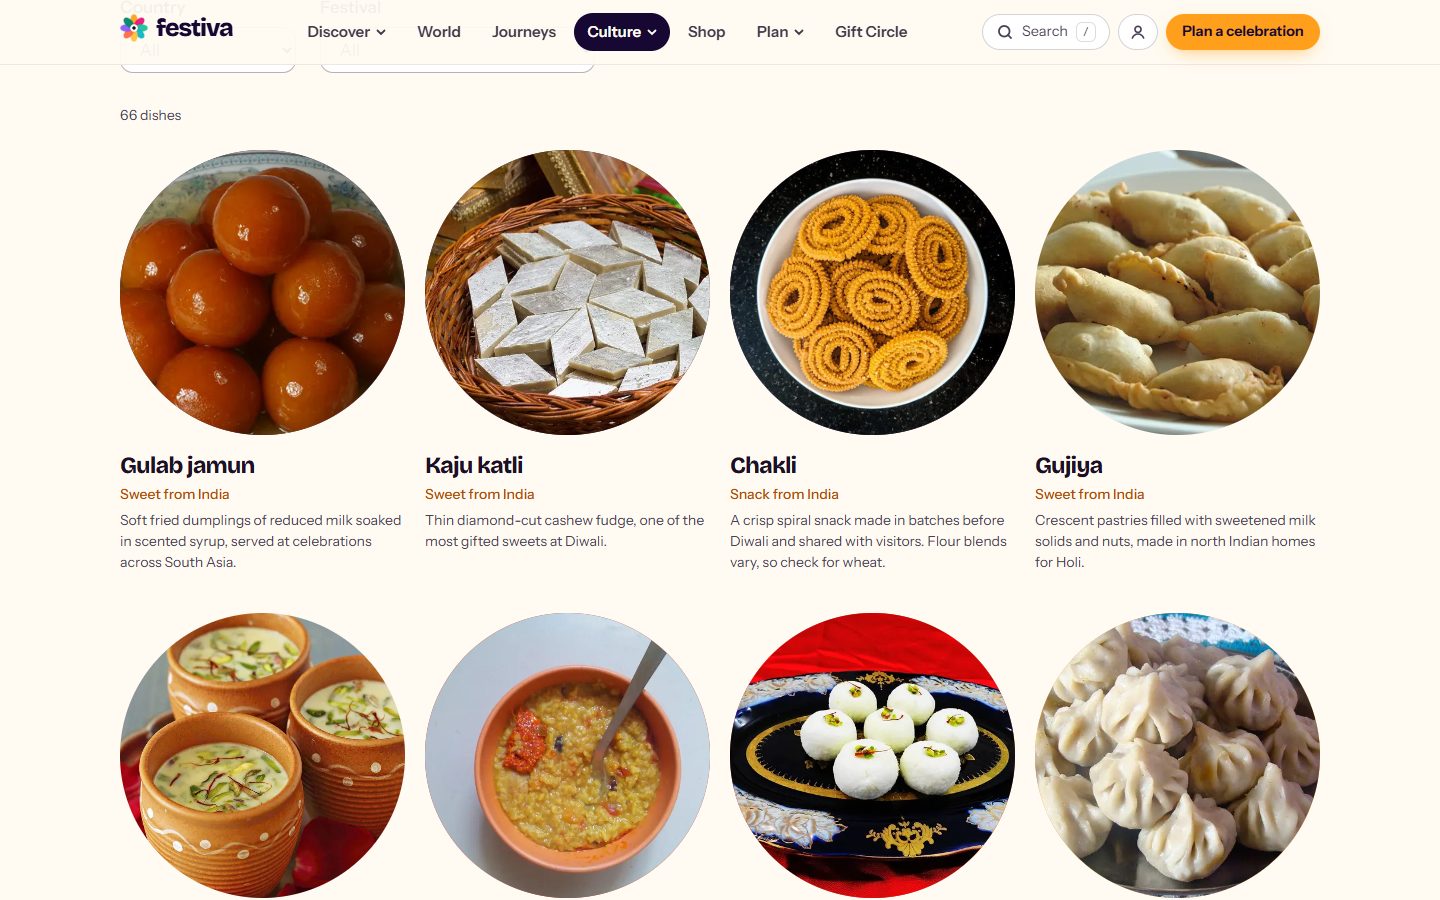 Country
Festival
All
All
festiva
Discover
World
Journeys
Culture
Shop
Plan
Gift Circle
Search /
Plan a celebration
66 dishes
Gulab jamun
Sweet from India
Soft fried dumplings of reduced milk soaked
in scented syrup, served at celebrations
across South Asia.
Kaju katli
Sweet from India
Thin diamond-cut cashew fudge, one of the
most gifted sweets at Diwali.
Chakli
Snack from India
A crisp spiral snack made in batches before
Diwali and shared with visitors. Flour blends
vary, so check for wheat.
Gujiya
Sweet from India
Crescent pastries filled with sweetened milk
solids and nuts, made in north Indian homes
for Holi.